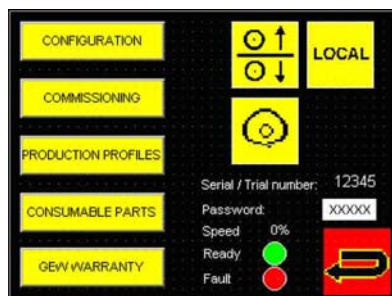 CONFIGURATION
LOCAL
COMMISSIONING
PRODUCTION PROFILES
Serial / Trial number: 12345
CONSUMABLE PARTS
Password: XXXXX
Speed 0%
Ready
GEW WARRANTY
Fault